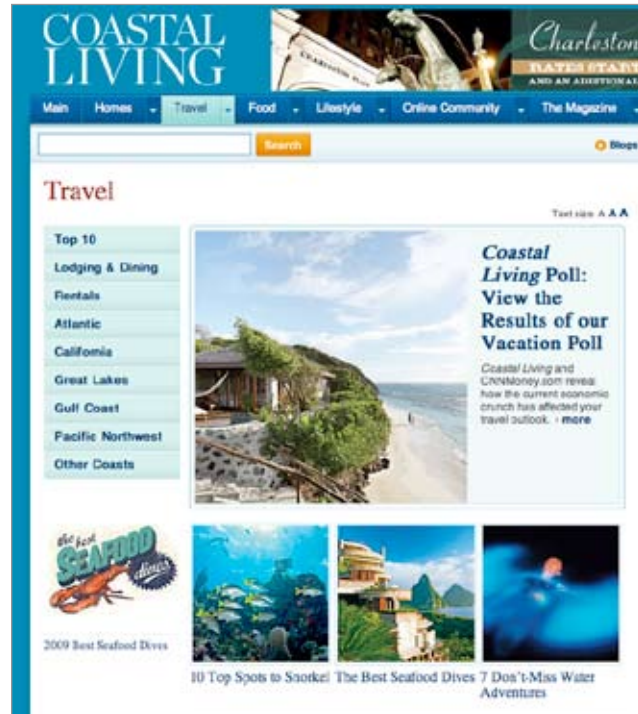 COASTAL
LIVING
CHARLESTON PLACE
Charleston
RATES START
AND AN ADDITIONAL
Main Homes Travel Food Lifestyle Online Community The Magazine
Search
Blogs
Travel
Text size A A A
Top 10
Lodging & Dining
Rentals
Atlantic
California
Great Lakes
Gulf Coast
Pacific Northwest
Other Coasts
Coastal
Living Poll:
View the
Results of our
Vacation Poll
Coastal Living and
CNNMoney.com reveal
how the current economic
crunch has affected your
travel outlook. › more
the best
SEAFOOD
dives
2009 Best Seafood Dives
10 Top Spots to Snorkel
The Best Seafood Dives
7 Don't-Miss Water
Adventures